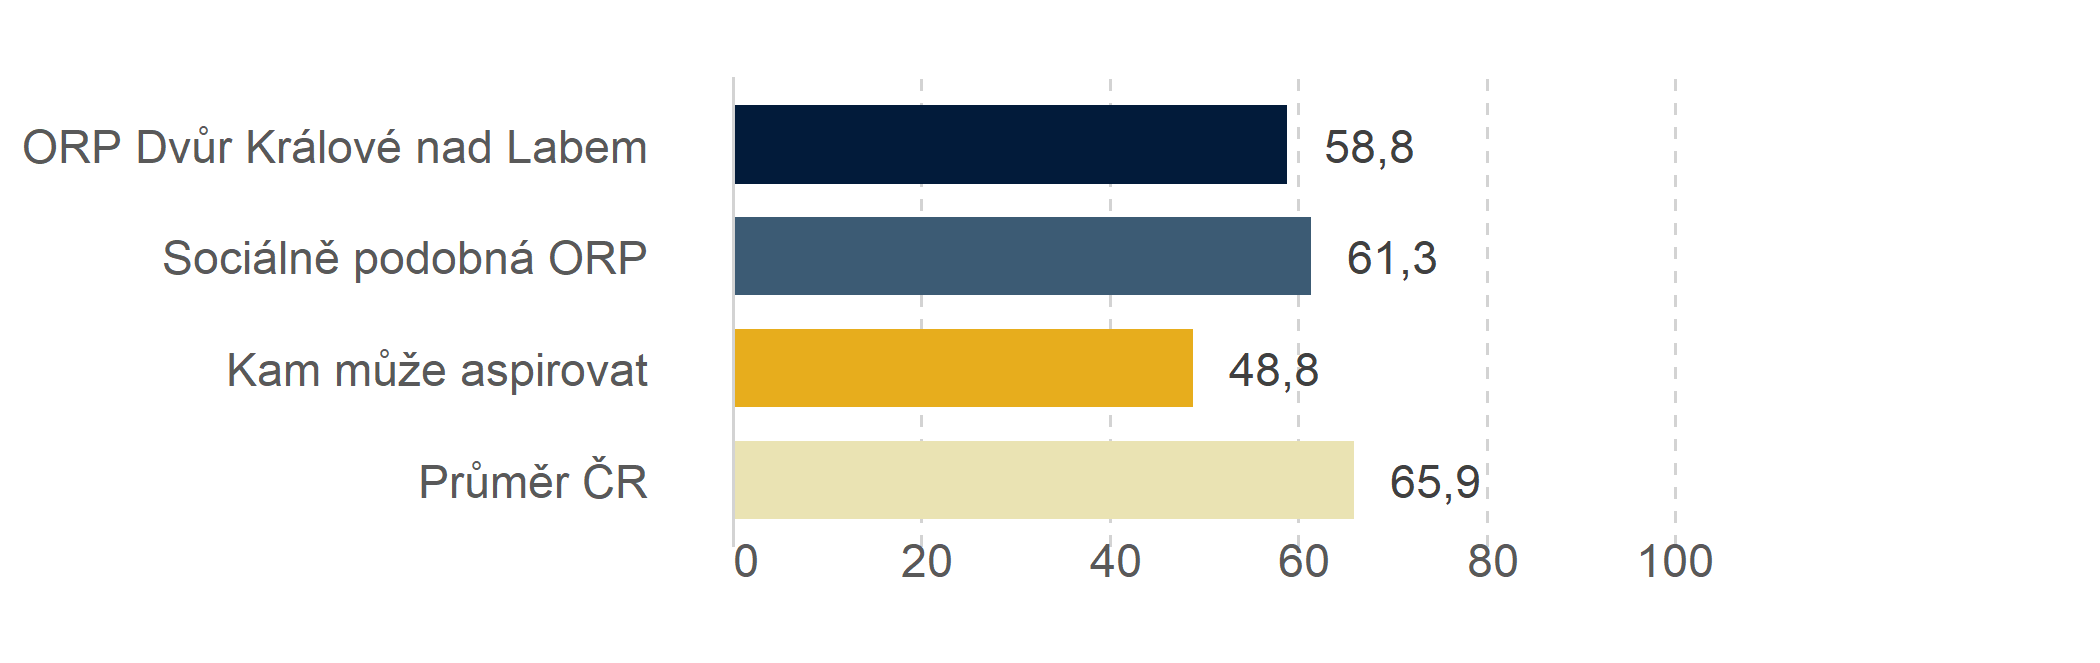 ORP Dvůr Králové nad Labem 58,8
Sociálně podobná ORP 61,3
Kam může aspirovat 48,8
Průměr ČR 65,9
0 20 40 60 80 100